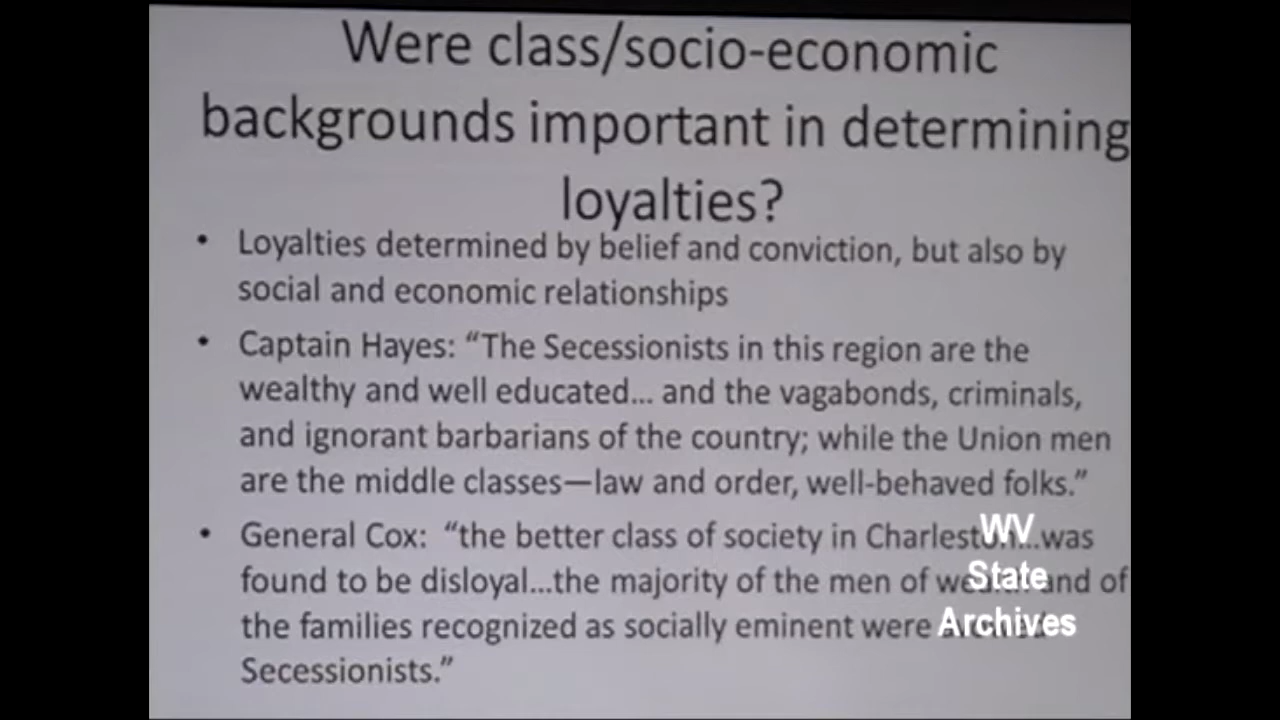 Were class/socio-economic
backgrounds important in determining
loyalties?
• Loyalties determined by belief and conviction, but also by
social and economic relationships
• Captain Hayes: “The Secessionists in this region are the
wealthy and well educated... and the vagabonds, criminals,
and ignorant barbarians of the country; while the Union men
are the middle classes—law and order, well-behaved folks.”
• General Cox: “the better class of society in Charleston...was
found to be disloyal...the majority of the men of wealth and of
the families recognized as socially eminent were
Secessionists.”
WV
State
Archives